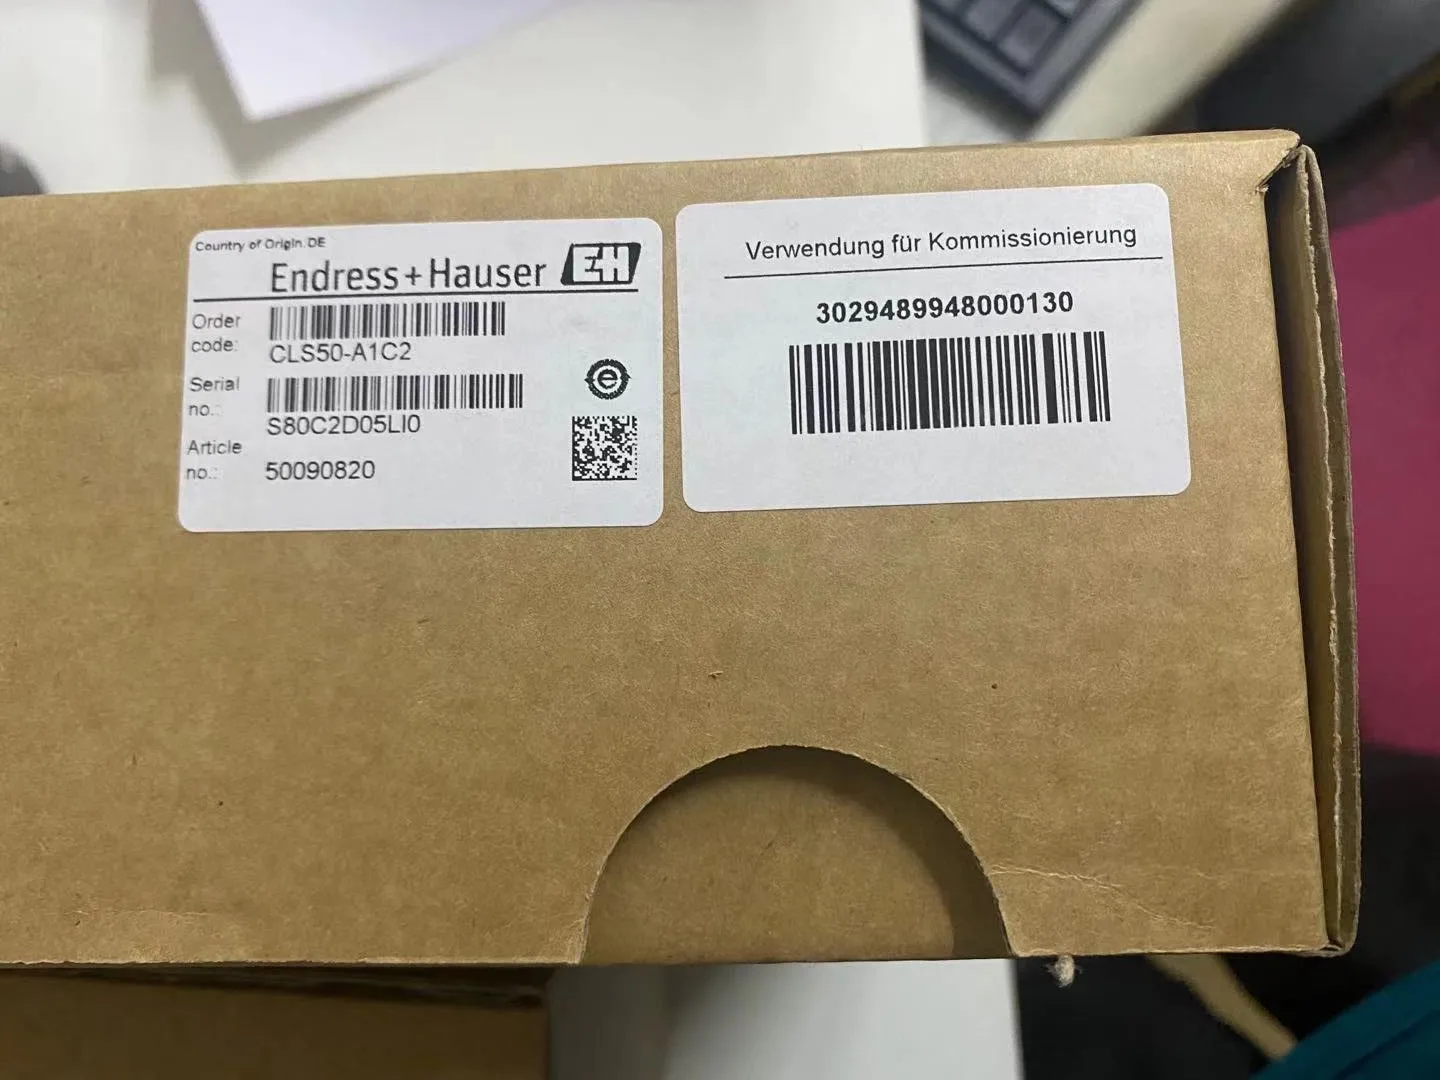 Country of Origin: DE
Endress+Hauser EH
Order code: CLS50-A1C2
Serial no.: S80C2D05LI0
Article no.: 50090820
Verwendung für Kommissionierung
3029489948000130